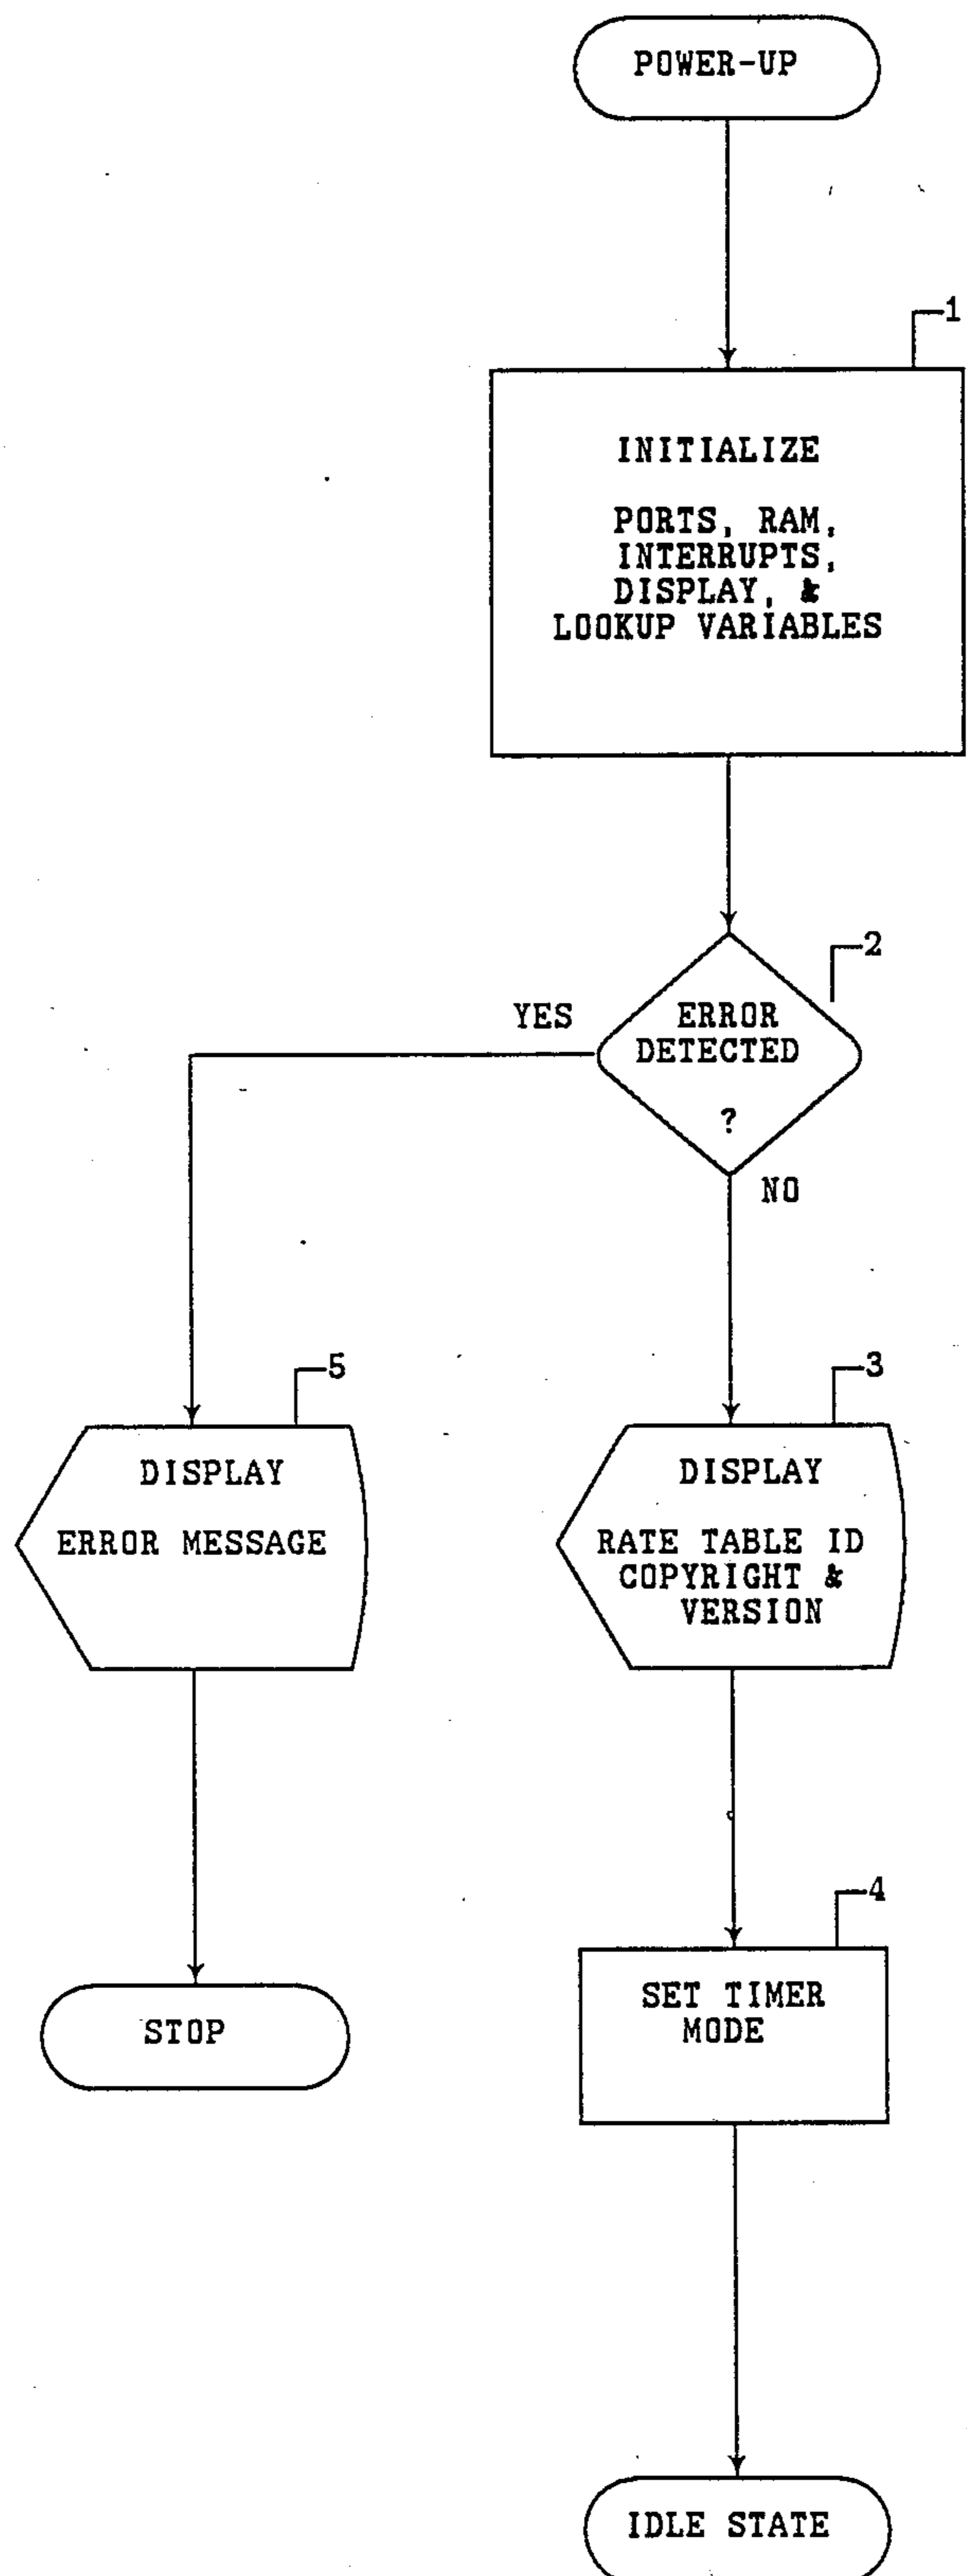 POWER-UP
1
INITIALIZE
PORTS, RAM,
INTERRUPTS,
DISPLAY, &
LOOKUP VARIABLES
2
YES
ERROR
DETECTED
?
NO
5
3
DISPLAY
ERROR MESSAGE
DISPLAY
RATE TABLE ID
COPYRIGHT &
VERSION
4
SET TIMER
MODE
STOP
IDLE STATE